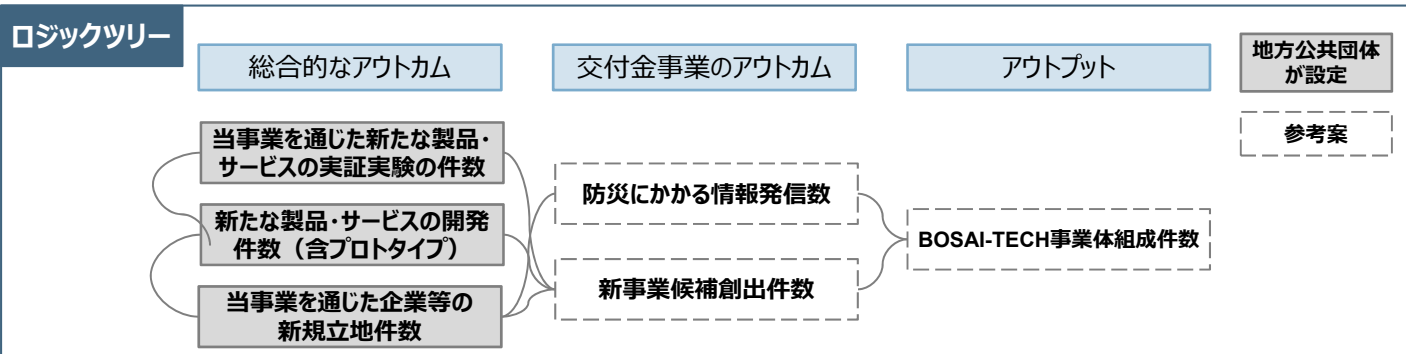 ロジックツリー
総合的なアウトカム
交付金事業のアウトカム
アウトプット
地方公共団体
が設定
参考案
当事業を通じた新たな製品・
サービスの実証実験の件数
新たな製品・サービスの開発
件数（含プロトタイプ）
当事業を通じた企業等の
新規立地件数
防災にかかる情報発信数
新事業候補創出件数
BOSAI-TECH事業体組成件数